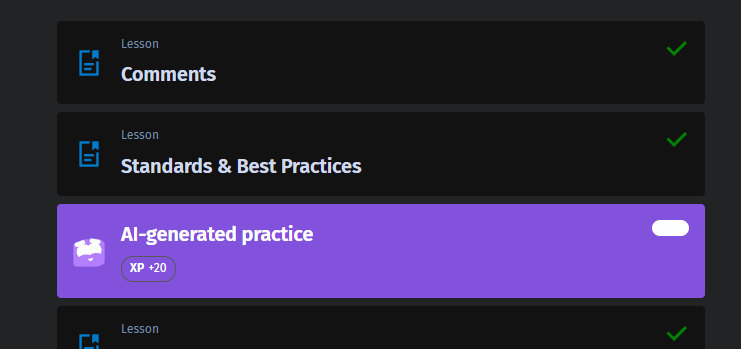 Lesson
Comments
Lesson
Standards & Best Practices
AI-generated practice
XP +20
Lesson